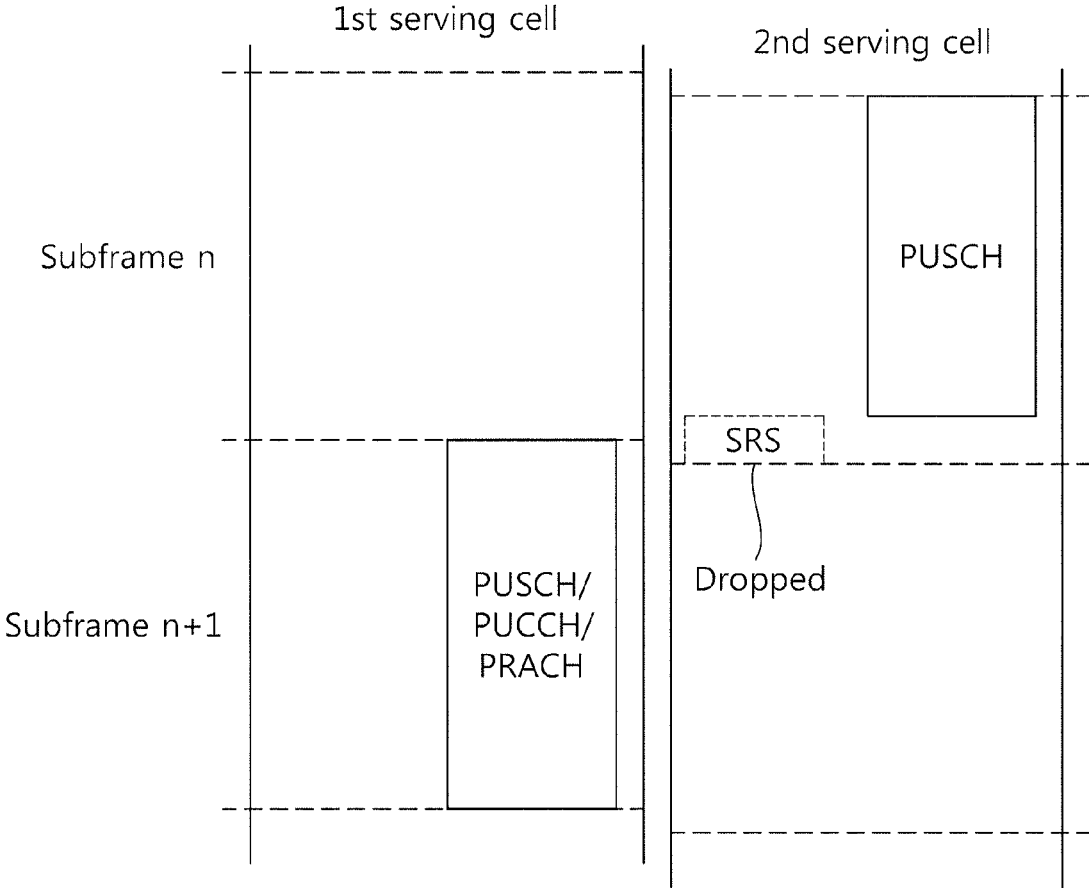 1st serving cell
2nd serving cell
Subframe n
PUSCH
SRS
Dropped
Subframe n+1
PUSCH/
PUCCH/
PRACH